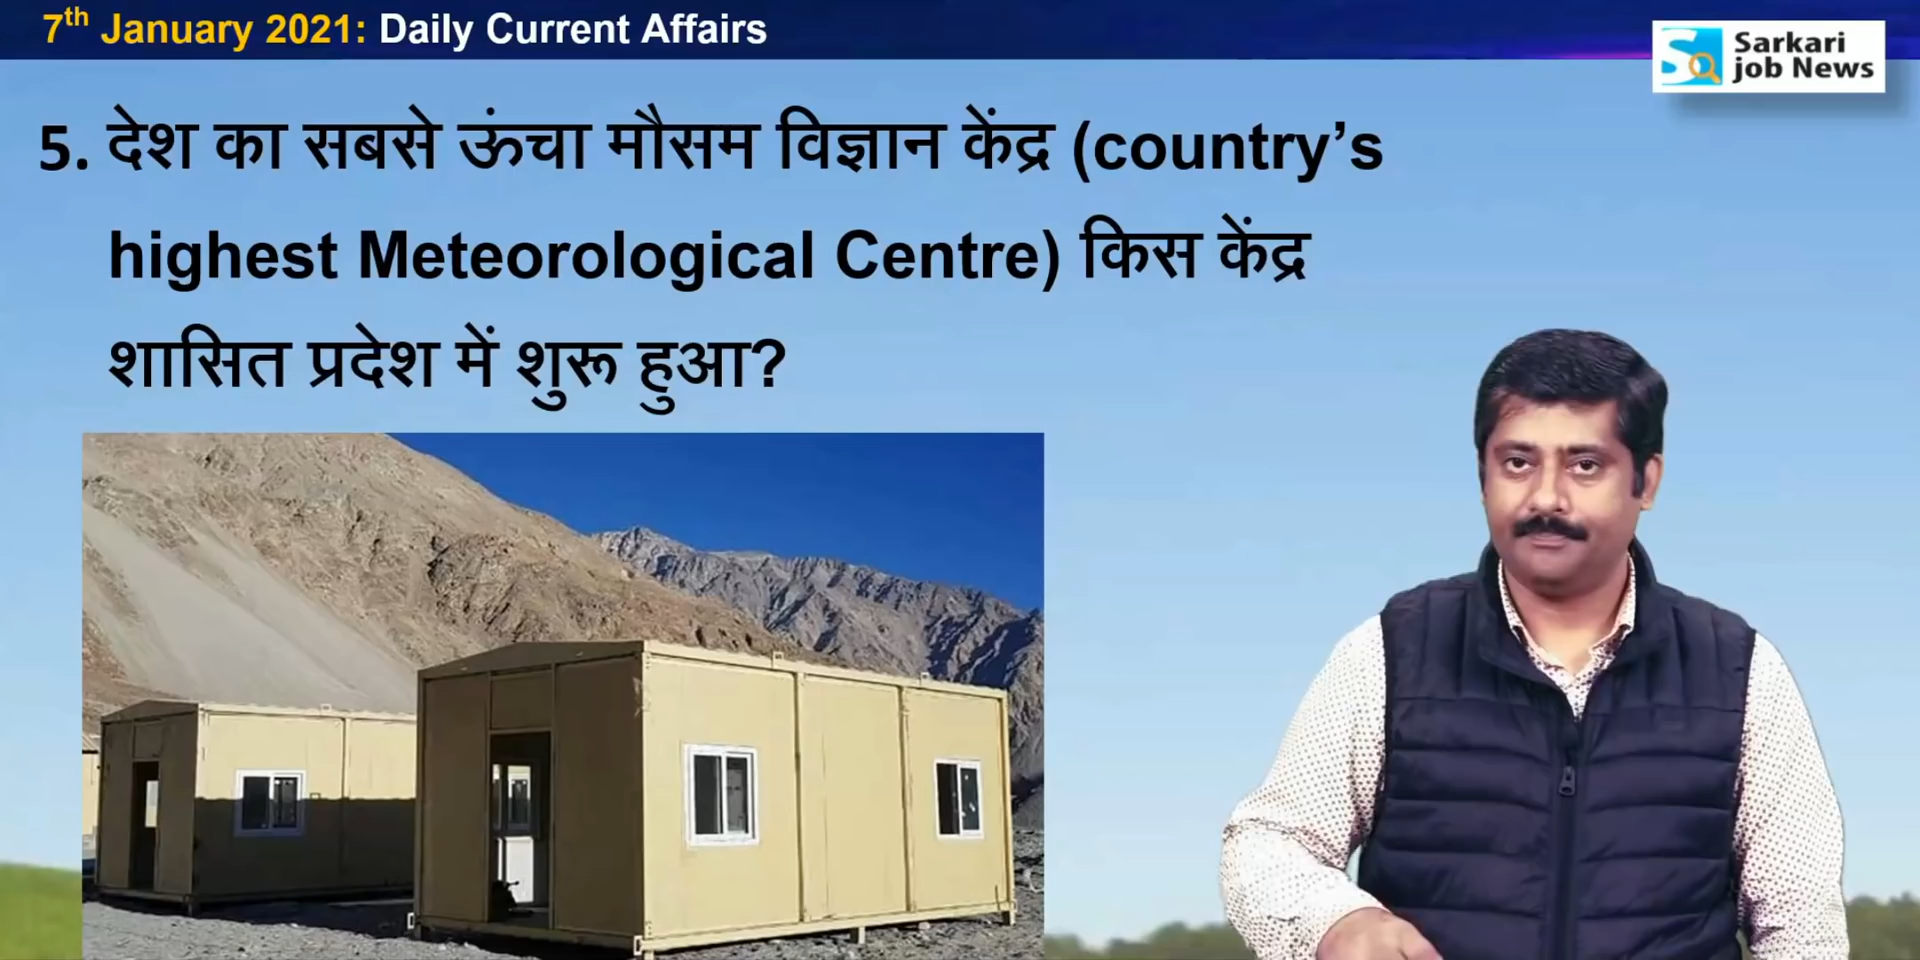 7th January 2021: Daily Current Affairs
Sarkari
job News
5. देश का सबसे ऊंचा मौसम विज्ञान केंद्र (country’s
highest Meteorological Centre) किस केंद्र
शासित प्रदेश में शुरू हुआ?